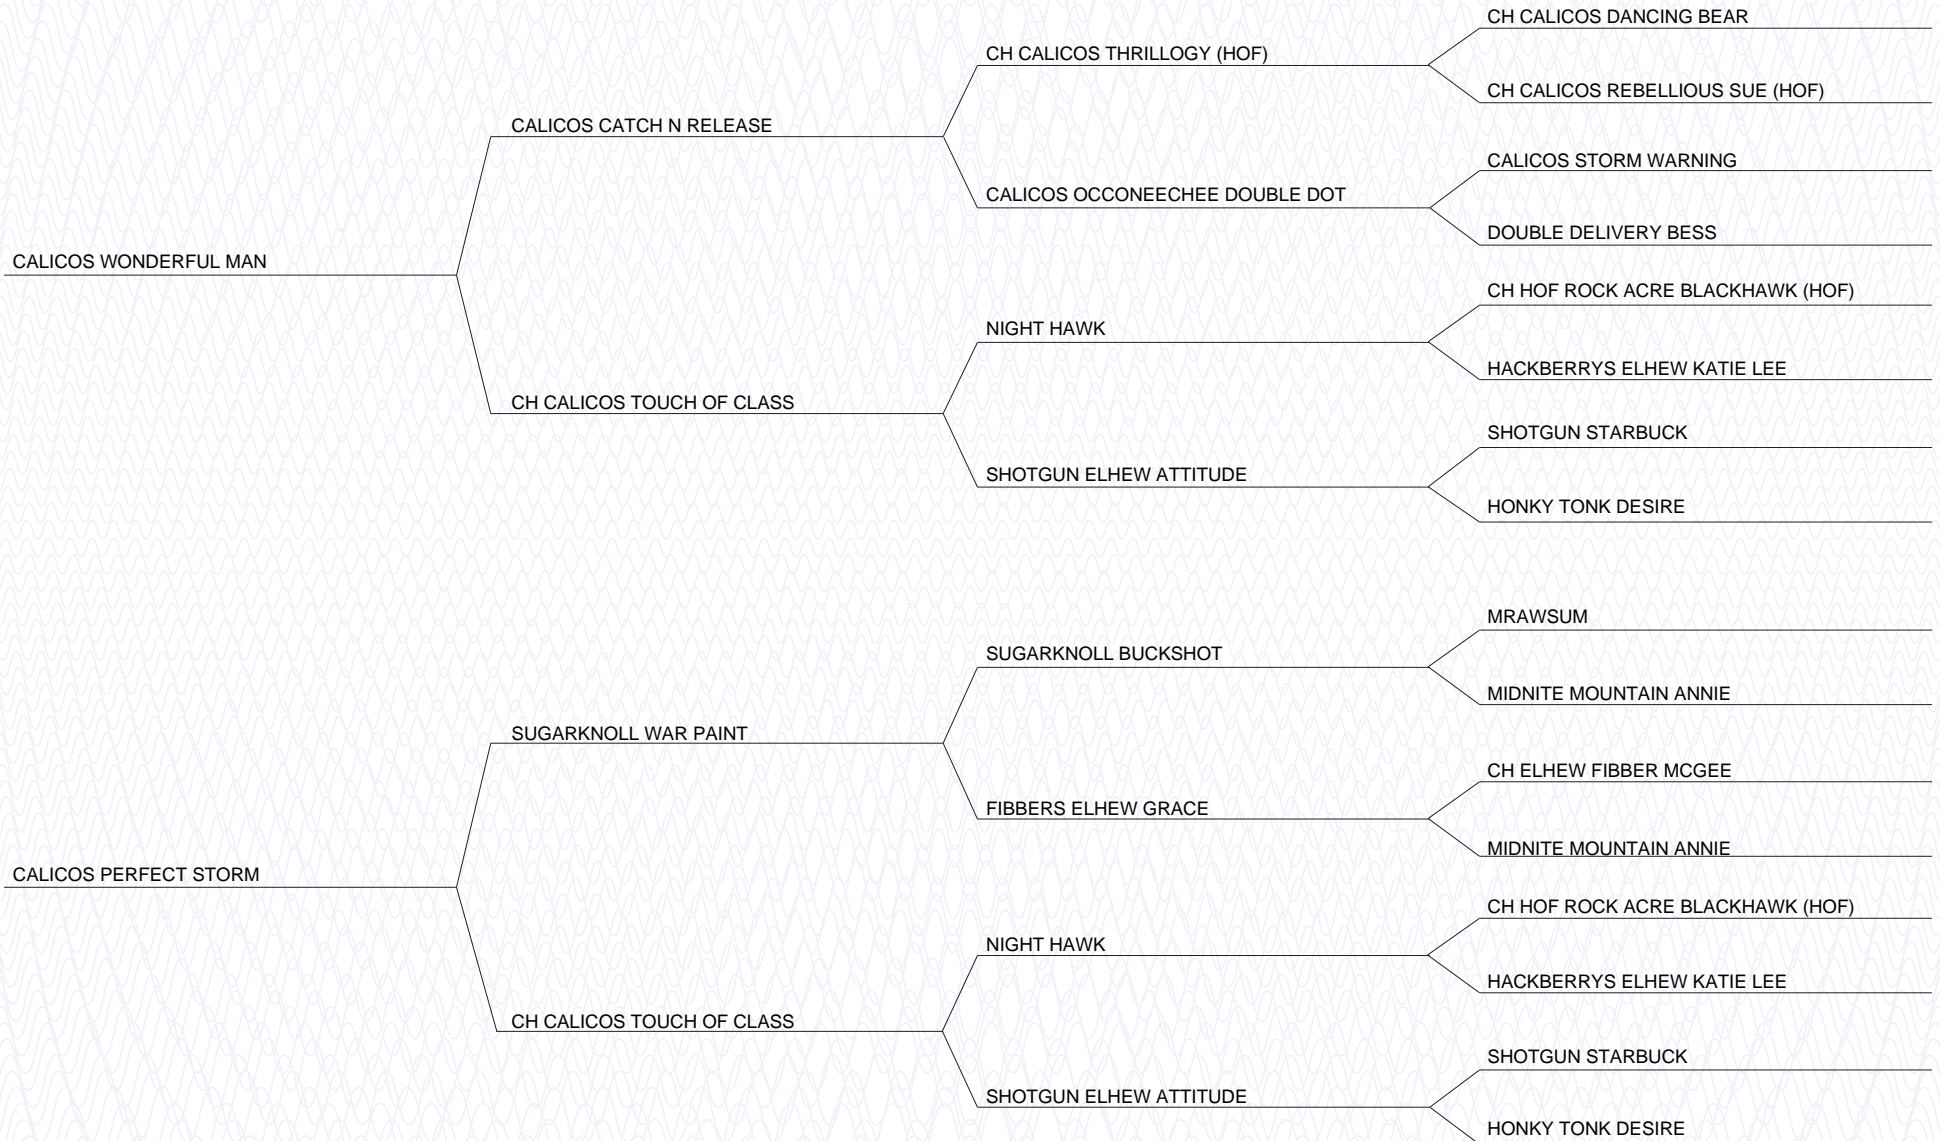 CH CALICOS DANCING BEAR
CH CALICOS THRILLOGY (HOF)
CH CALICOS REBELLIOUS SUE (HOF)
CALICOS CATCH N RELEASE
CALICOS STORM WARNING
CALICOS OCCONEECHEE DOUBLE DOT
DOUBLE DELIVERY BESS
CALICOS WONDERFUL MAN
CH HOF ROCK ACRE BLACKHAWK (HOF)
NIGHT HAWK
HACKBERRYS ELHEW KATIE LEE
CH CALICOS TOUCH OF CLASS
SHOTGUN STARBUCK
SHOTGUN ELHEW ATTITUDE
HONKY TONK DESIRE
MRAWSUM
SUGARKNOLL BUCKSHOT
MIDNITE MOUNTAIN ANNIE
SUGARKNOLL WAR PAINT
CH ELHEW FIBBER MCGEE
FIBBERS ELHEW GRACE
MIDNITE MOUNTAIN ANNIE
CALICOS PERFECT STORM
CH HOF ROCK ACRE BLACKHAWK (HOF)
NIGHT HAWK
HACKBERRYS ELHEW KATIE LEE
CH CALICOS TOUCH OF CLASS
SHOTGUN STARBUCK
SHOTGUN ELHEW ATTITUDE
HONKY TONK DESIRE